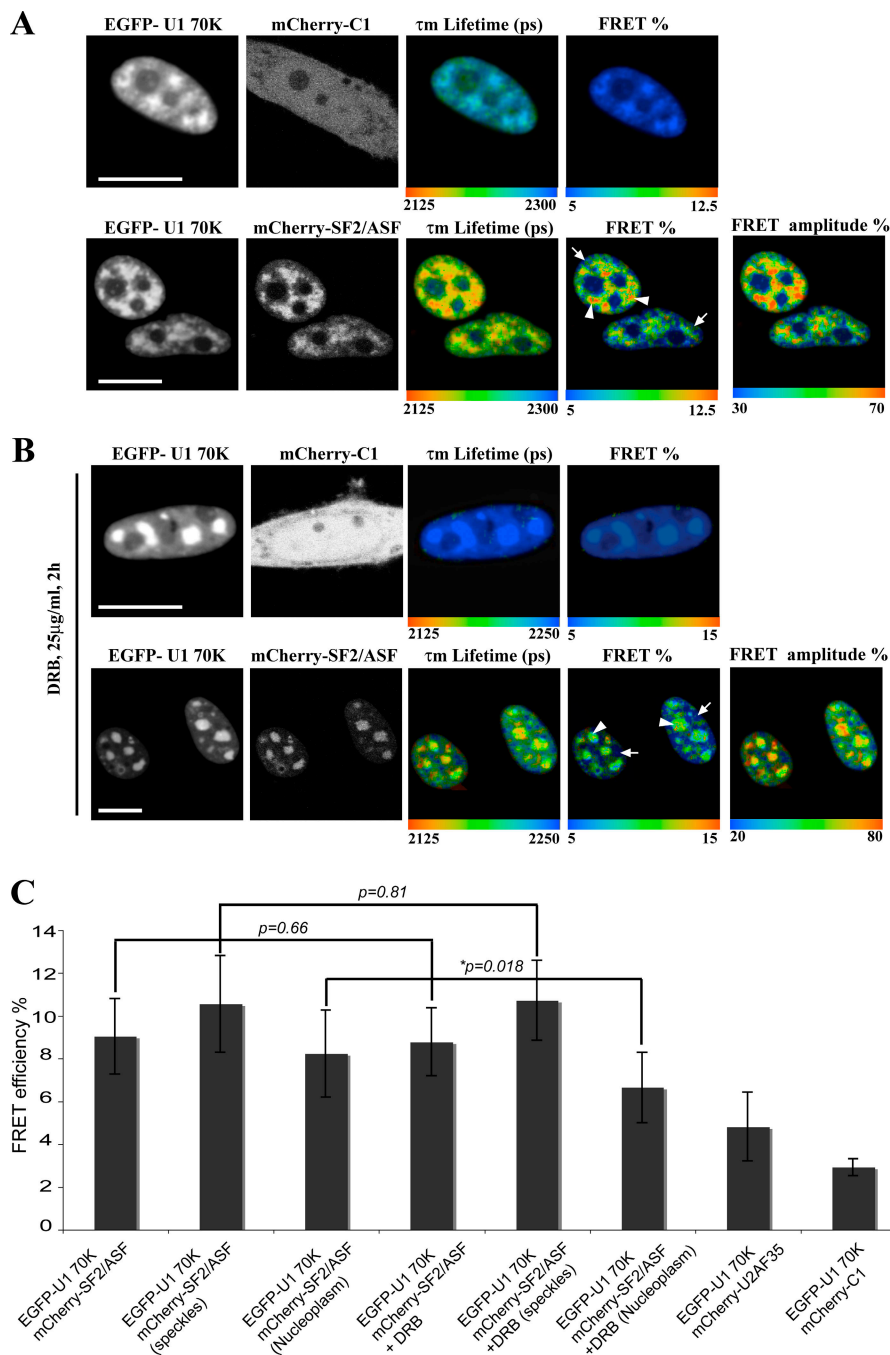 A
EGFP- U1 70K mCherry-C1 τm Lifetime (ps) FRET %
2125 2300 5 12.5
EGFP- U1 70K mCherry-SF2/ASF τm Lifetime (ps) FRET % FRET amplitude %
2125 2300 5 12.5 30 70
B
DRB, 25µg/ml, 2h
EGFP- U1 70K mCherry-C1 τm Lifetime (ps) FRET %
2125 2250 5 15
EGFP- U1 70K mCherry-SF2/ASF τm Lifetime (ps) FRET % FRET amplitude %
2125 2250 5 15 20 80
C
p=0.81
p=0.66
*p=0.018
FRET efficiency %
14
12
10
8
6
4
2
0
EGFP-U1 70K
mCherry-SF2/ASF
EGFP-U1 70K
mCherry-SF2/ASF
(speckles)
EGFP-U1 70K
mCherry-SF2/ASF
(Nucleoplasm)
EGFP-U1 70K
mCherry-SF2/ASF
+ DRB
EGFP-U1 70K
mCherry-SF2/ASF
+DRB (speckles)
EGFP-U1 70K
mCherry-SF2/ASF
+DRB (Nucleoplasm)
EGFP-U1 70K
mCherry-U2AF35
EGFP-U1 70K
mCherry-C1